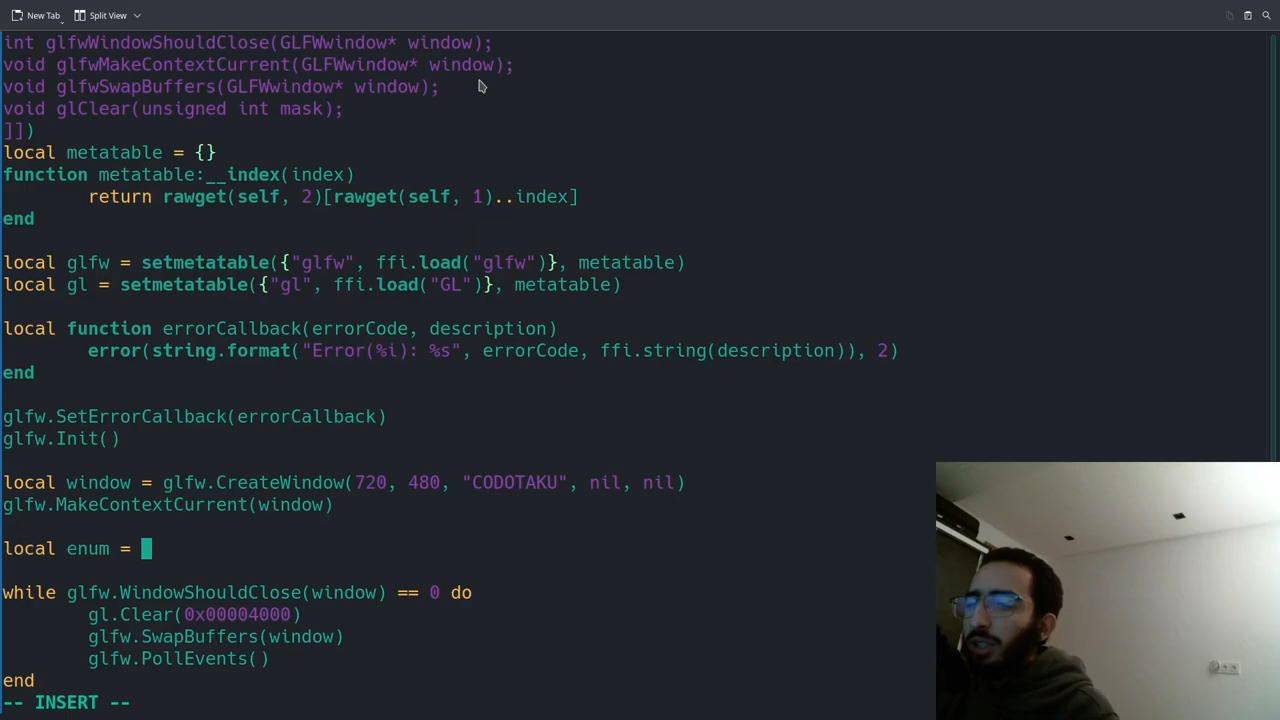 New Tab Split View
int glfwWindowShouldClose(GLFWwindow* window);
void glfwMakeContextCurrent(GLFWwindow* window);
void glfwSwapBuffers(GLFWwindow* window);
void glClear(unsigned int mask);
]])
local metatable = {}
function metatable:__index(index)
        return rawget(self, 2)[rawget(self, 1)..index]
end

local glfw = setmetatable({"glfw", ffi.load("glfw")}, metatable)
local gl = setmetatable({"gl", ffi.load("GL")}, metatable)

local function errorCallback(errorCode, description)
        error(string.format("Error(%i): %s", errorCode, ffi.string(description)), 2)
end

glfw.SetErrorCallback(errorCallback)
glfw.Init()

local window = glfw.CreateWindow(720, 480, "CODOTAKU", nil, nil)
glfw.MakeContextCurrent(window)

local enum = 

while glfw.WindowShouldClose(window) == 0 do
        gl.Clear(0x00004000)
        glfw.SwapBuffers(window)
        glfw.PollEvents()
end
-- INSERT --